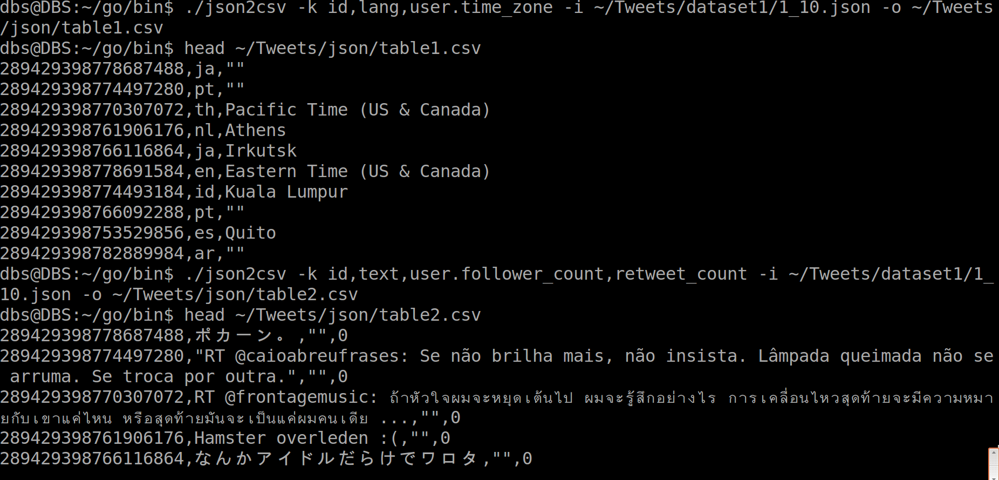 dbs@DBS:~/go/bin$ ./json2csv -k id,lang,user.time_zone -i ~/Tweets/dataset1/1_10.json -o ~/Tweets
/json/table1.csv
dbs@DBS:~/go/bin$ head ~/Tweets/json/table1.csv
289429398778687488,ja,""
289429398774497280,pt,""
289429398770307072,th,Pacific Time (US & Canada)
289429398761906176,nl,Athens
289429398766116864,ja,Irkutsk
289429398778691584,en,Eastern Time (US & Canada)
289429398774493184,id,Kuala Lumpur
289429398766092288,pt,""
289429398753529856,es,Quito
289429398782889984,ar,""
dbs@DBS:~/go/bin$ ./json2csv -k id,text,user.follower_count,retweet_count -i ~/Tweets/dataset1/1_
10.json -o ~/Tweets/json/table2.csv
dbs@DBS:~/go/bin$ head ~/Tweets/json/table2.csv
289429398778687488,ポカーン。,"",0
289429398774497280,"RT @caioabreufrases: Se não brilha mais, não insista. Lâmpada queimada não se
 arruma. Se troca por outra.","",0
289429398770307072,RT @frontagemusic: ถ้าหัวใจผมจะหยุดเต้นไป ผมจะรู้สึกอย่างไร การเคลื่อนไหวสุดท้ายจะมีความหมา
ยกับเขาแค่ไหน หรือสุดท้ายมันจะเป็นแค่ผมคนเดีย ...,"",0
289429398761906176,Hamster overleden :(,"",0
289429398766116864,なんかアイドルだらけでワロタ,"",0